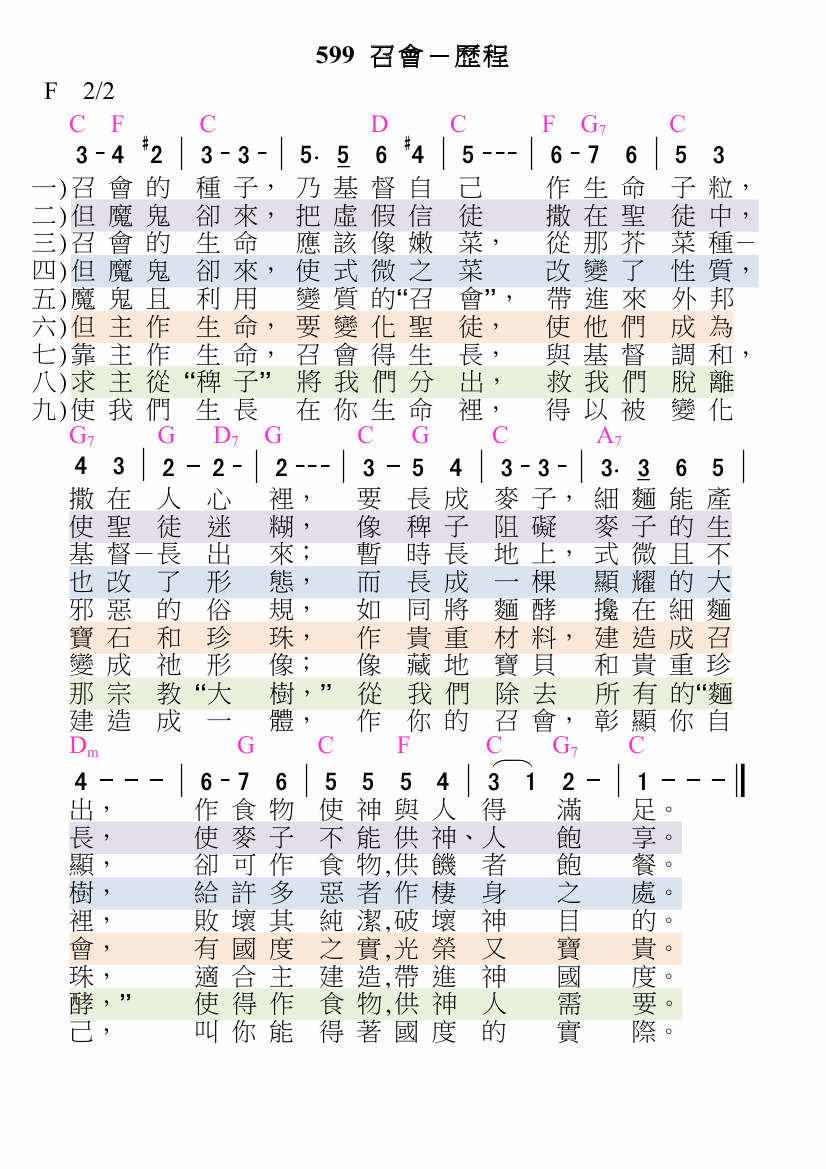 599 召會－歷程
F 2/2
C F C D C F G7 C
3 - 4 #2 | 3 - 3 - | 5. 5 6 #4 | 5 - - - | 6 - 7 6 | 5 3
一)召會的種子，乃基督自己作生命子粒，
二)但魔鬼卻來，把虛假信徒撒在聖徒中，
三)召會的生命應該像嫩菜，從那芥菜種－
四)但魔鬼卻來，使式微之菜改變了性質，
五)魔鬼且利用變質的“召會”，帶進來外邦
六)但主作生命，要變化聖徒，使他們成為
七)靠主作生命，召會得生長，與基督調和，
八)求主從“稗子”將我們分出，救我們脫離
九)使我們生長在你生命裡，得以被變化
G7 G D7 G C G C A7
4 3 | 2 - 2 - | 2 - - - | 3 - 5 4 | 3 - 3 - | 3. 3 6 5 |
撒在人心裡，要長成麥子，細麵能產
使聖徒迷糊，像稗子阻礙麥子的生
基督－長出來；暫時長地上，式微且不
也改了形態，而長成一棵顯耀的大
邪惡的俗規，如同將麵酵攙在細麵
寶石和珍珠，作貴重材料，建造成召
變成祂形像；像藏地寶貝和貴重珍
那宗教“大樹，”從我們除去所有的“麵
建造成一體，作你的召會，彰顯你自
Dm G C F C G7 C
4 - - - | 6 - 7 6 | 5 5 5 4 | 3 1 2 - | 1 - - - ‖
出，作食物使神與人得滿足。
長，使麥子不能供神、人飽享。
顯，卻可作食物,供饑者飽餐。
樹，給許多惡者作棲身之處。
裡，敗壞其純潔,破壞神目的。
會，有國度之實,光榮又寶貴。
珠，適合主建造,帶進神國度。
酵，”使得作食物,供神人需要。
己，叫你能得著國度的實際。